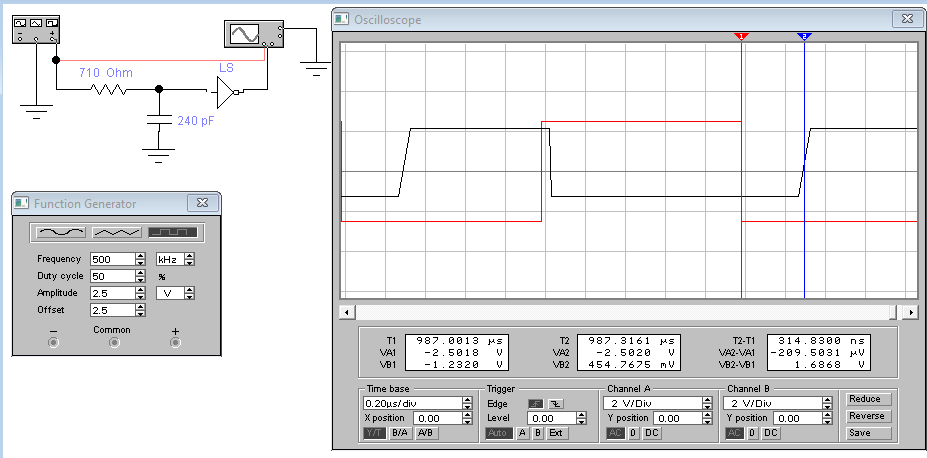 Oscilloscope
710 Ohm
LS
240 pF
1
2
Function Generator
Frequency 500 kHz
Duty cycle 50 %
Amplitude 2.5 V
Offset 2.5
− Common +
T1 987.0013 µs
VA1 -2.5018 V
VB1 -1.2320 V
T2 987.3161 µs
VA2 -2.5020 V
VB2 454.7675 mV
T2-T1 314.8300 ns
VA2-VA1 -209.5031 µV
VB2-VB1 1.6868 V
Time base
0.20µs/div
X position 0.00
Y/T B/A A/B
Trigger
Edge
Level 0.00
Auto A B Ext
Channel A
2 V/Div
Y position 0.00
AC 0 DC
Channel B
2 V/Div
Y position 0.00
AC 0 DC
Reduce
Reverse
Save